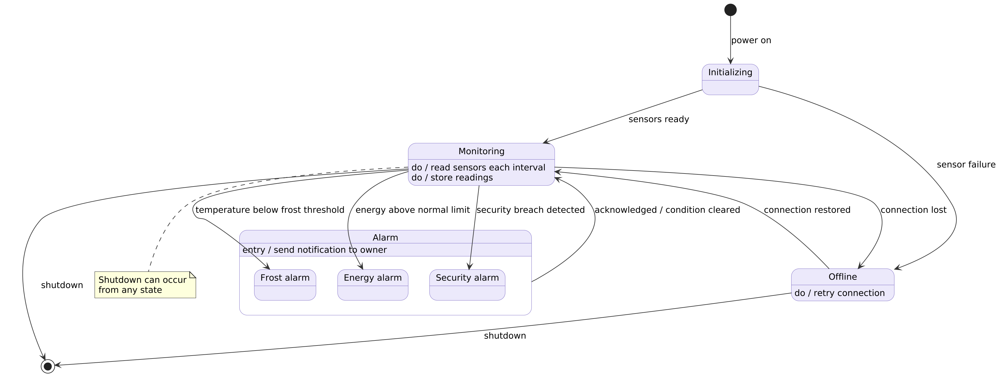 power on
Initializing
sensors ready
sensor failure
Monitoring
do / read sensors each interval
do / store readings
temperature below frost threshold
energy above normal limit
security breach detected
acknowledged / condition cleared
connection restored
connection lost
Alarm
entry / send notification to owner
Frost alarm
Energy alarm
Security alarm
Offline
do / retry connection
shutdown
Shutdown can occur
from any state
shutdown